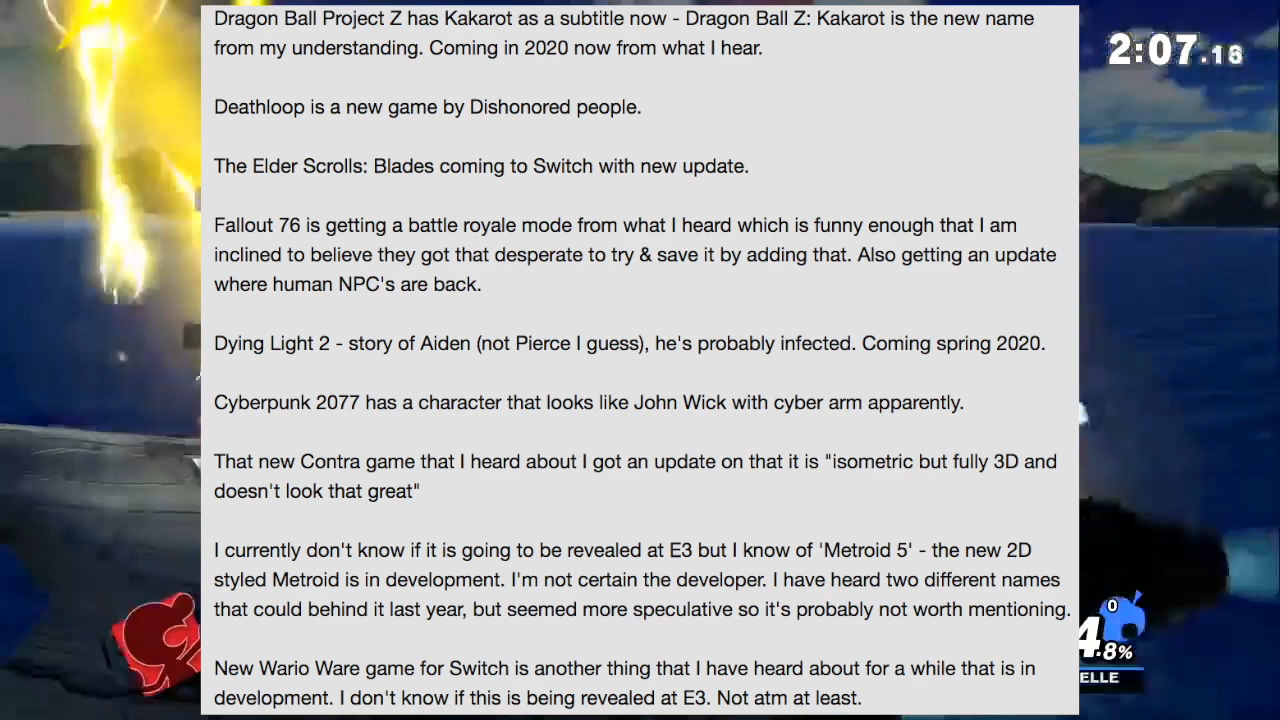 Dragon Ball Project Z has Kakarot as a subtitle now - Dragon Ball Z: Kakarot is the new name
from my understanding. Coming in 2020 now from what I hear.
2:07.16
Deathloop is a new game by Dishonored people.
The Elder Scrolls: Blades coming to Switch with new update.
Fallout 76 is getting a battle royale mode from what I heard which is funny enough that I am
inclined to believe they got that desperate to try & save it by adding that. Also getting an update
where human NPC's are back.
Dying Light 2 - story of Aiden (not Pierce I guess), he's probably infected. Coming spring 2020.
Cyberpunk 2077 has a character that looks like John Wick with cyber arm apparently.
That new Contra game that I heard about I got an update on that it is "isometric but fully 3D and
doesn't look that great"
I currently don't know if it is going to be revealed at E3 but I know of 'Metroid 5' - the new 2D
styled Metroid is in development. I'm not certain the developer. I have heard two different names
that could behind it last year, but seemed more speculative so it's probably not worth mentioning.
0
4.8%
ELLE
New Wario Ware game for Switch is another thing that I have heard about for a while that is in
development. I don't know if this is being revealed at E3. Not atm at least.